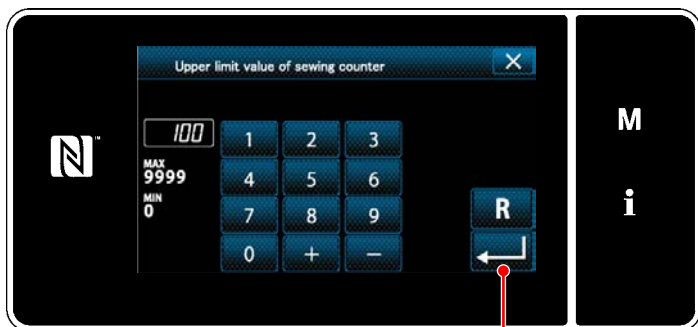 Upper limit value of sewing counter
100
1 2 3
MAX
9999
4 5 6
MIN
0
7 8 9
R
0 + −
M
i
N™